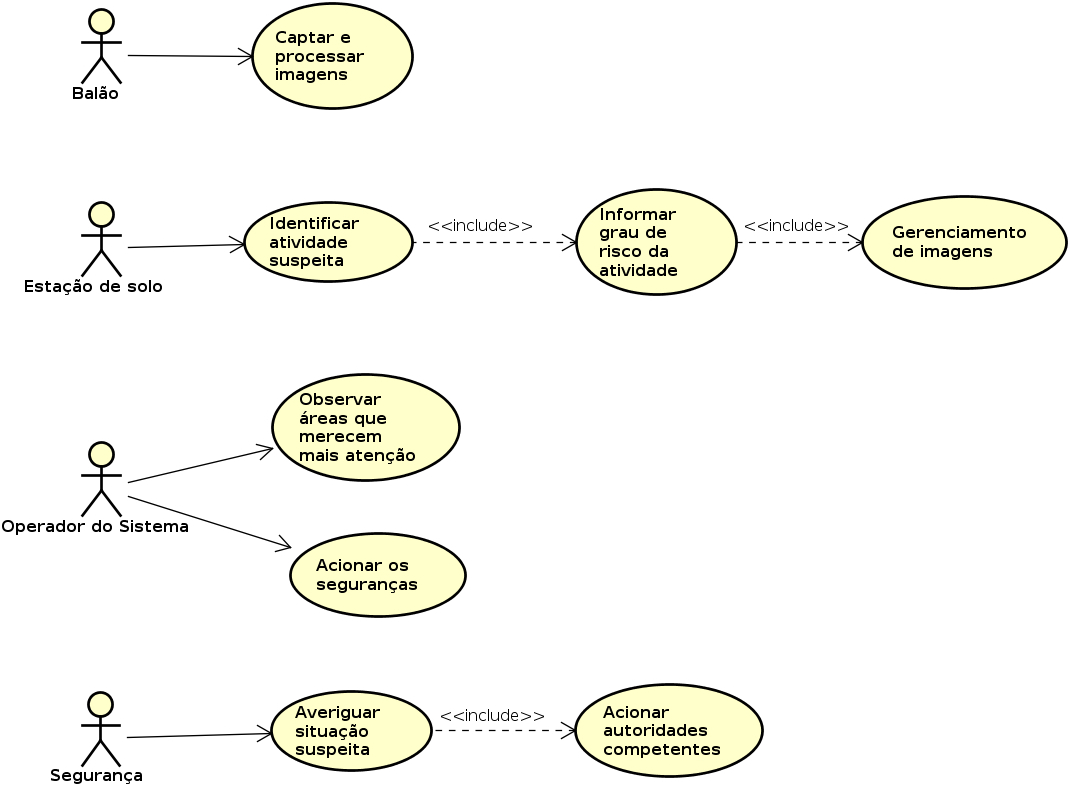 Captar e
processar
imagens
Balão
Identificar
atividade
suspeita
<<include>>
Informar
grau de
risco da
atividade
<<include>>
Gerenciamento
de imagens
Estação de solo
Observar
áreas que
merecem
mais atenção
Operador do Sistema
Acionar os
seguranças
Averiguar
situação
suspeita
<<include>>
Acionar
autoridades
competentes
Segurança